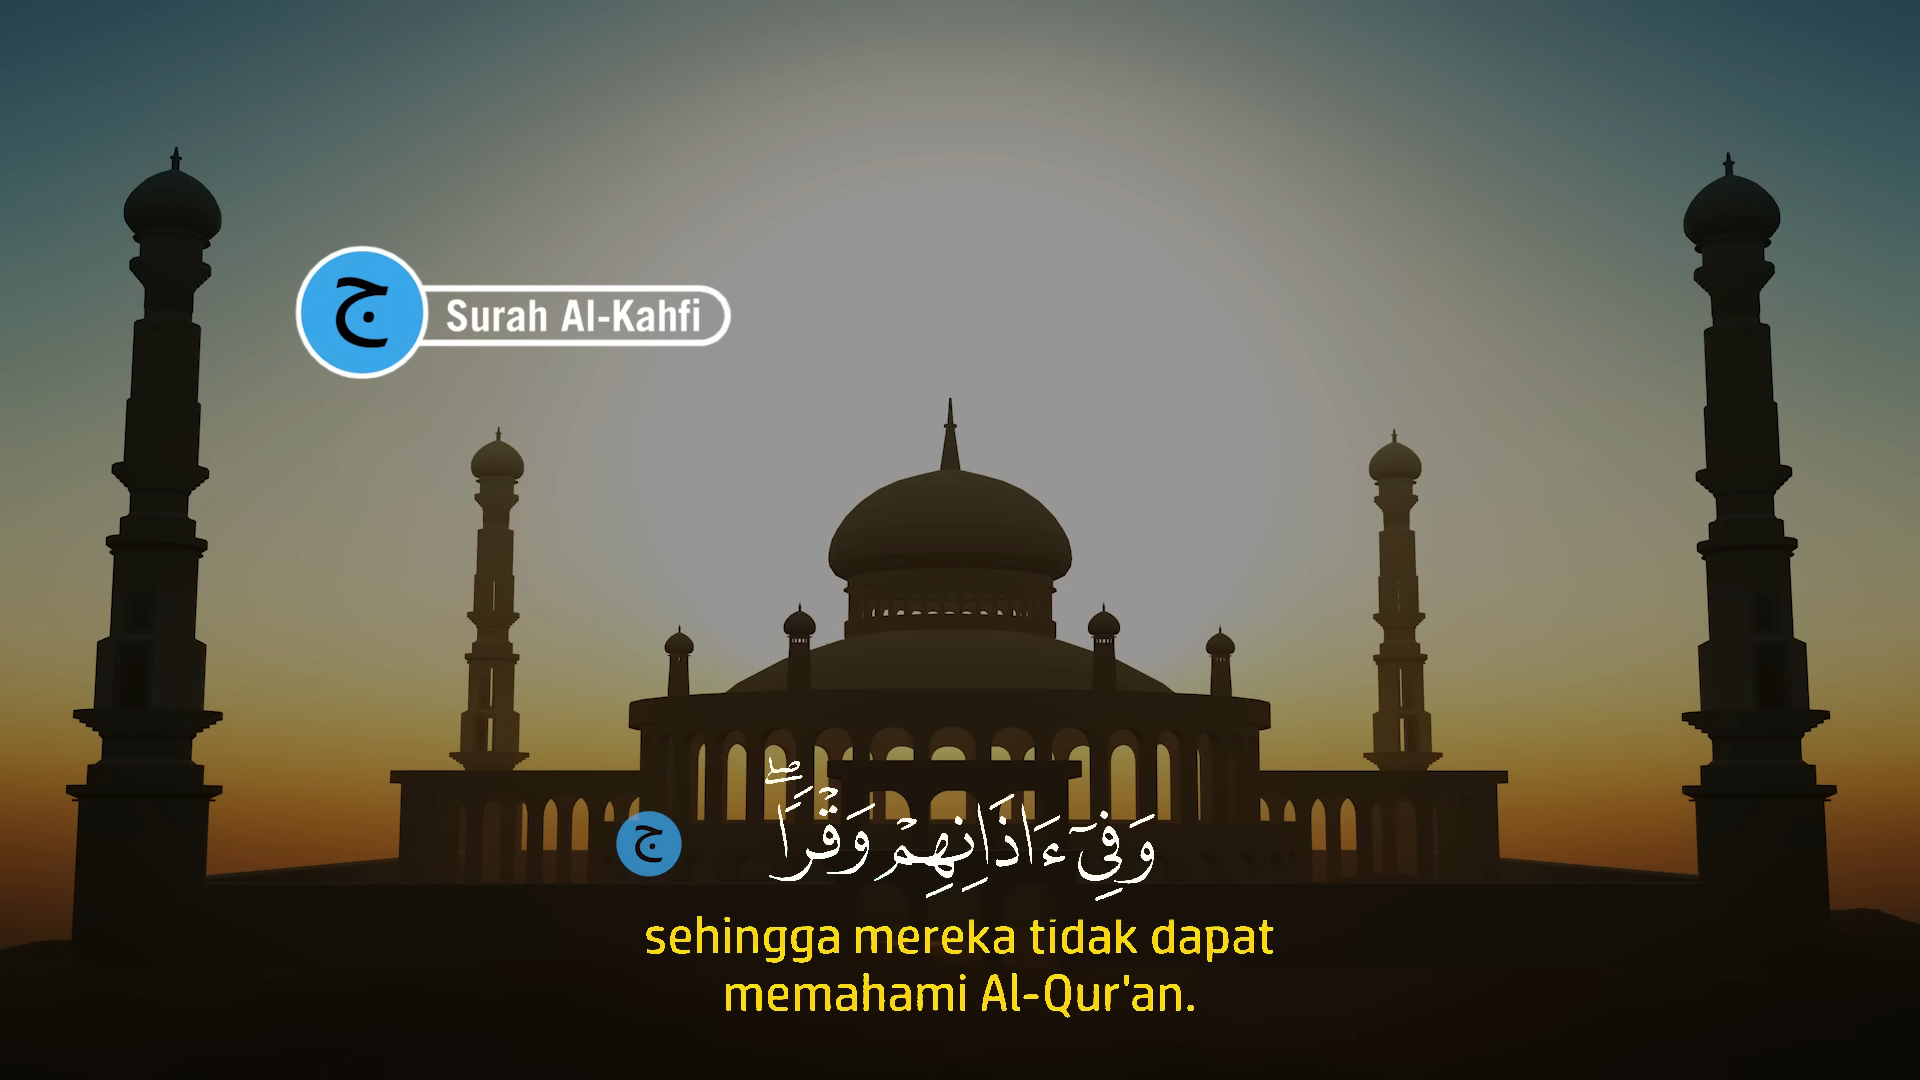 ج
Surah Al-Kahfi
وَفِىٓ ءَاذَانِهِمْ وَقْرًاۖ
ج
sehingga mereka tidak dapat
memahami Al-Qur'an.